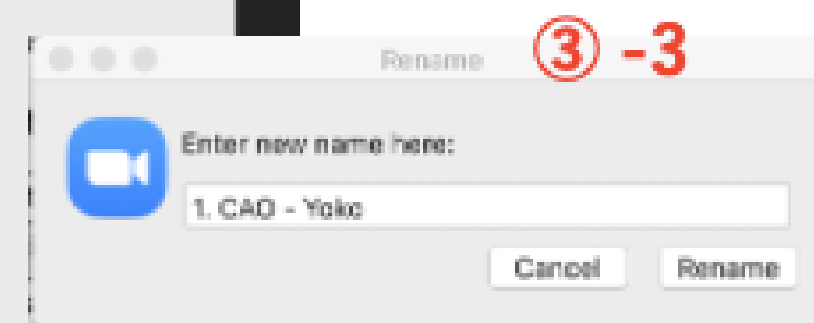 Rename ③ -3
Enter new name here:
1. CAO - Yoko
Cancel Rename